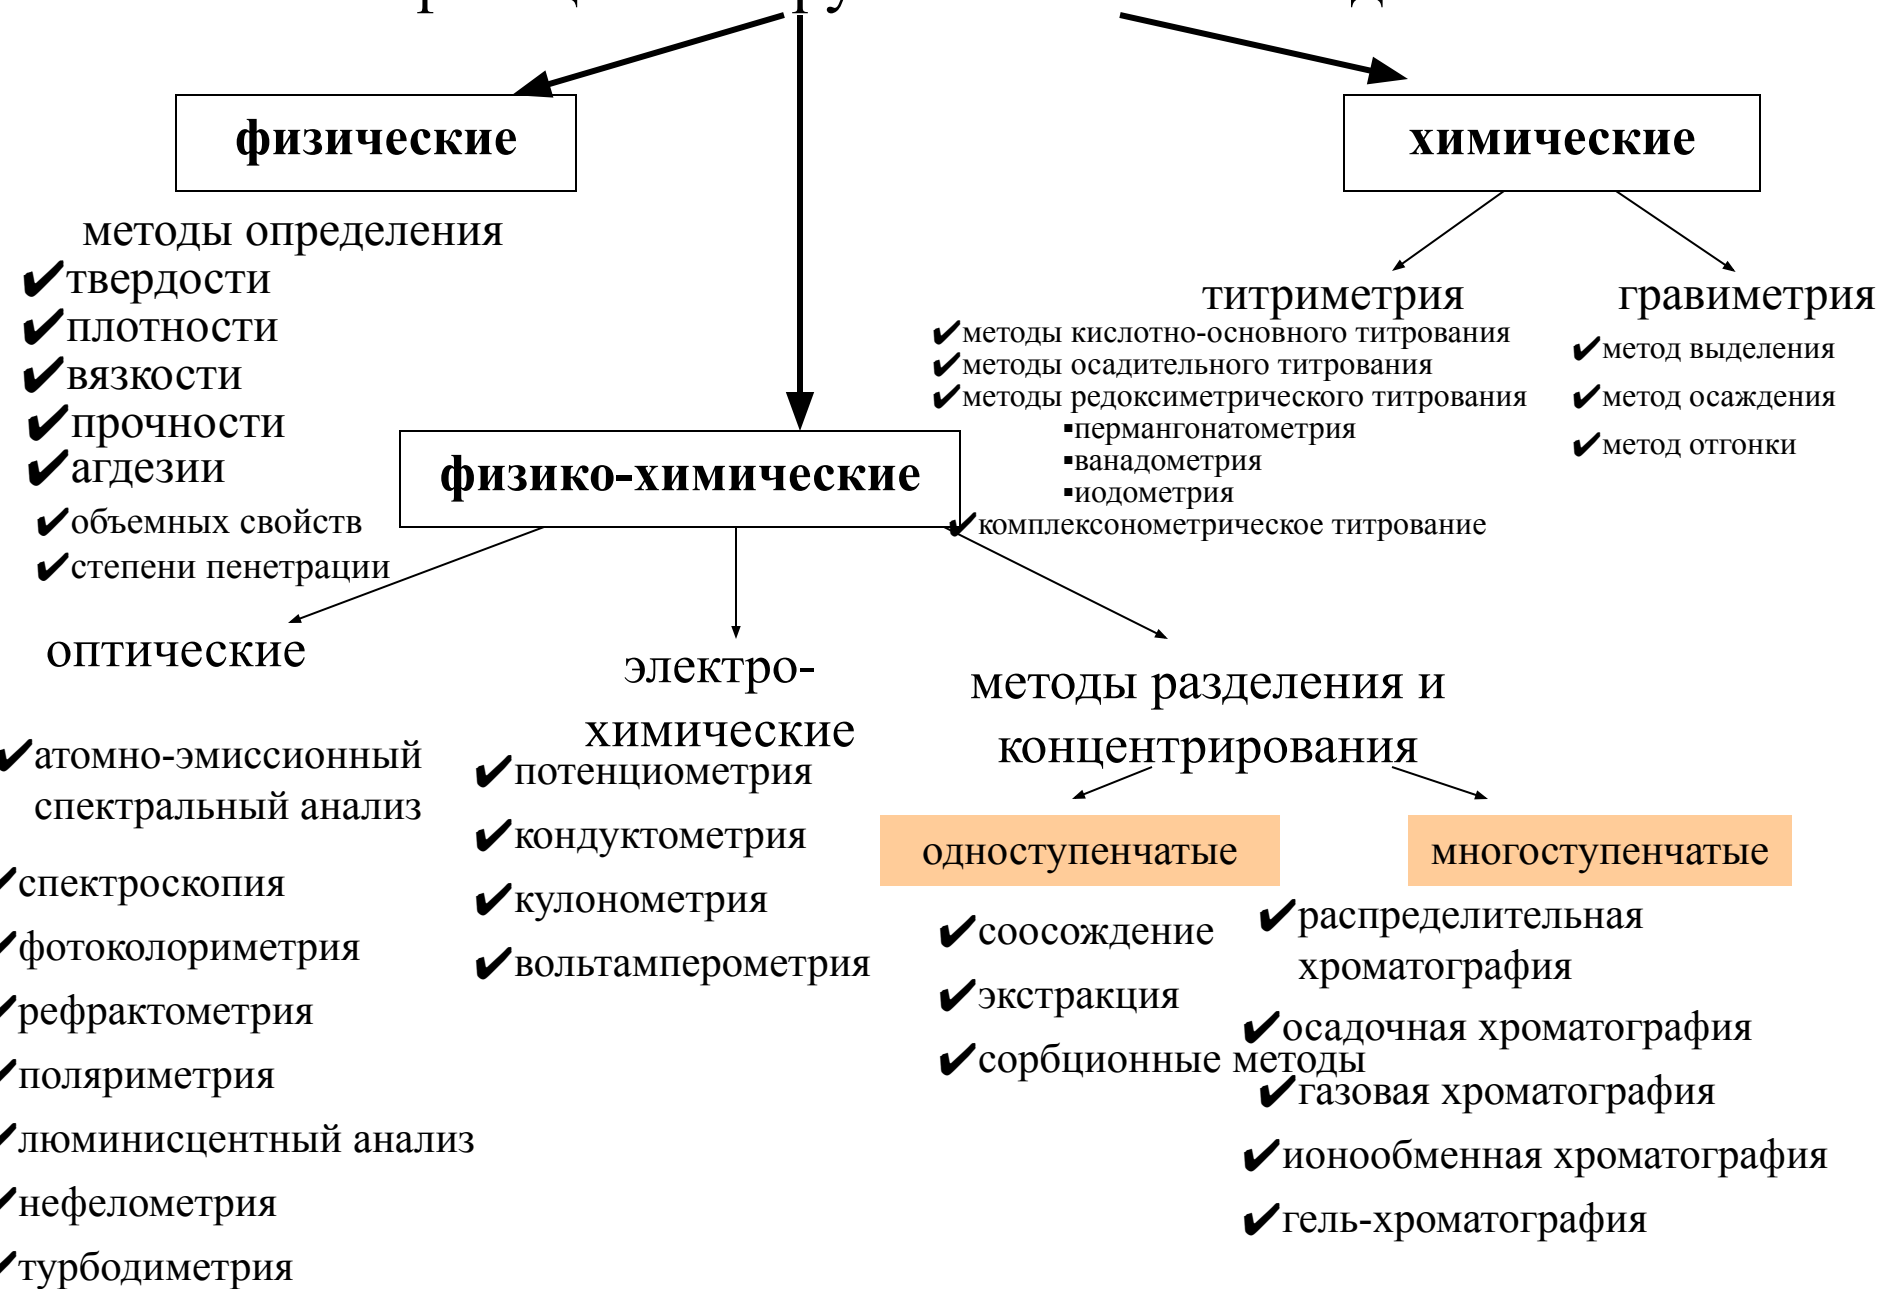 физические
химические
методы определения
✔твердости
✔плотности
✔вязкости
✔прочности
✔агдезии
✔объемных свойств
✔степени пенетрации
титриметрия
✔методы кислотно-основного титрования
✔методы осадительного титрования
✔методы редоксиметрического титрования
▪пермангонатометрия
▪ванадометрия
▪иодометрия
✔комплексонометрическое титрование
гравиметрия
✔метод выделения
✔метод осаждения
✔метод отгонки
физико-химические
оптические
✔атомно-эмиссионный
спектральный анализ
✔спектроскопия
✔фотоколориметрия
✔рефрактометрия
✔поляриметрия
✔люминисцентный анализ
✔нефелометрия
✔турбодиметрия
электро-
химические
✔потенциометрия
✔кондуктометрия
✔кулонометрия
✔вольтамперометрия
методы разделения и
концентрирования
одноступенчатые
✔соосождение
✔экстракция
✔сорбционные методы
многоступенчатые
✔распределительная
хроматография
✔осадочная хроматография
✔газовая хроматография
✔ионообменная хроматография
✔гель-хроматография